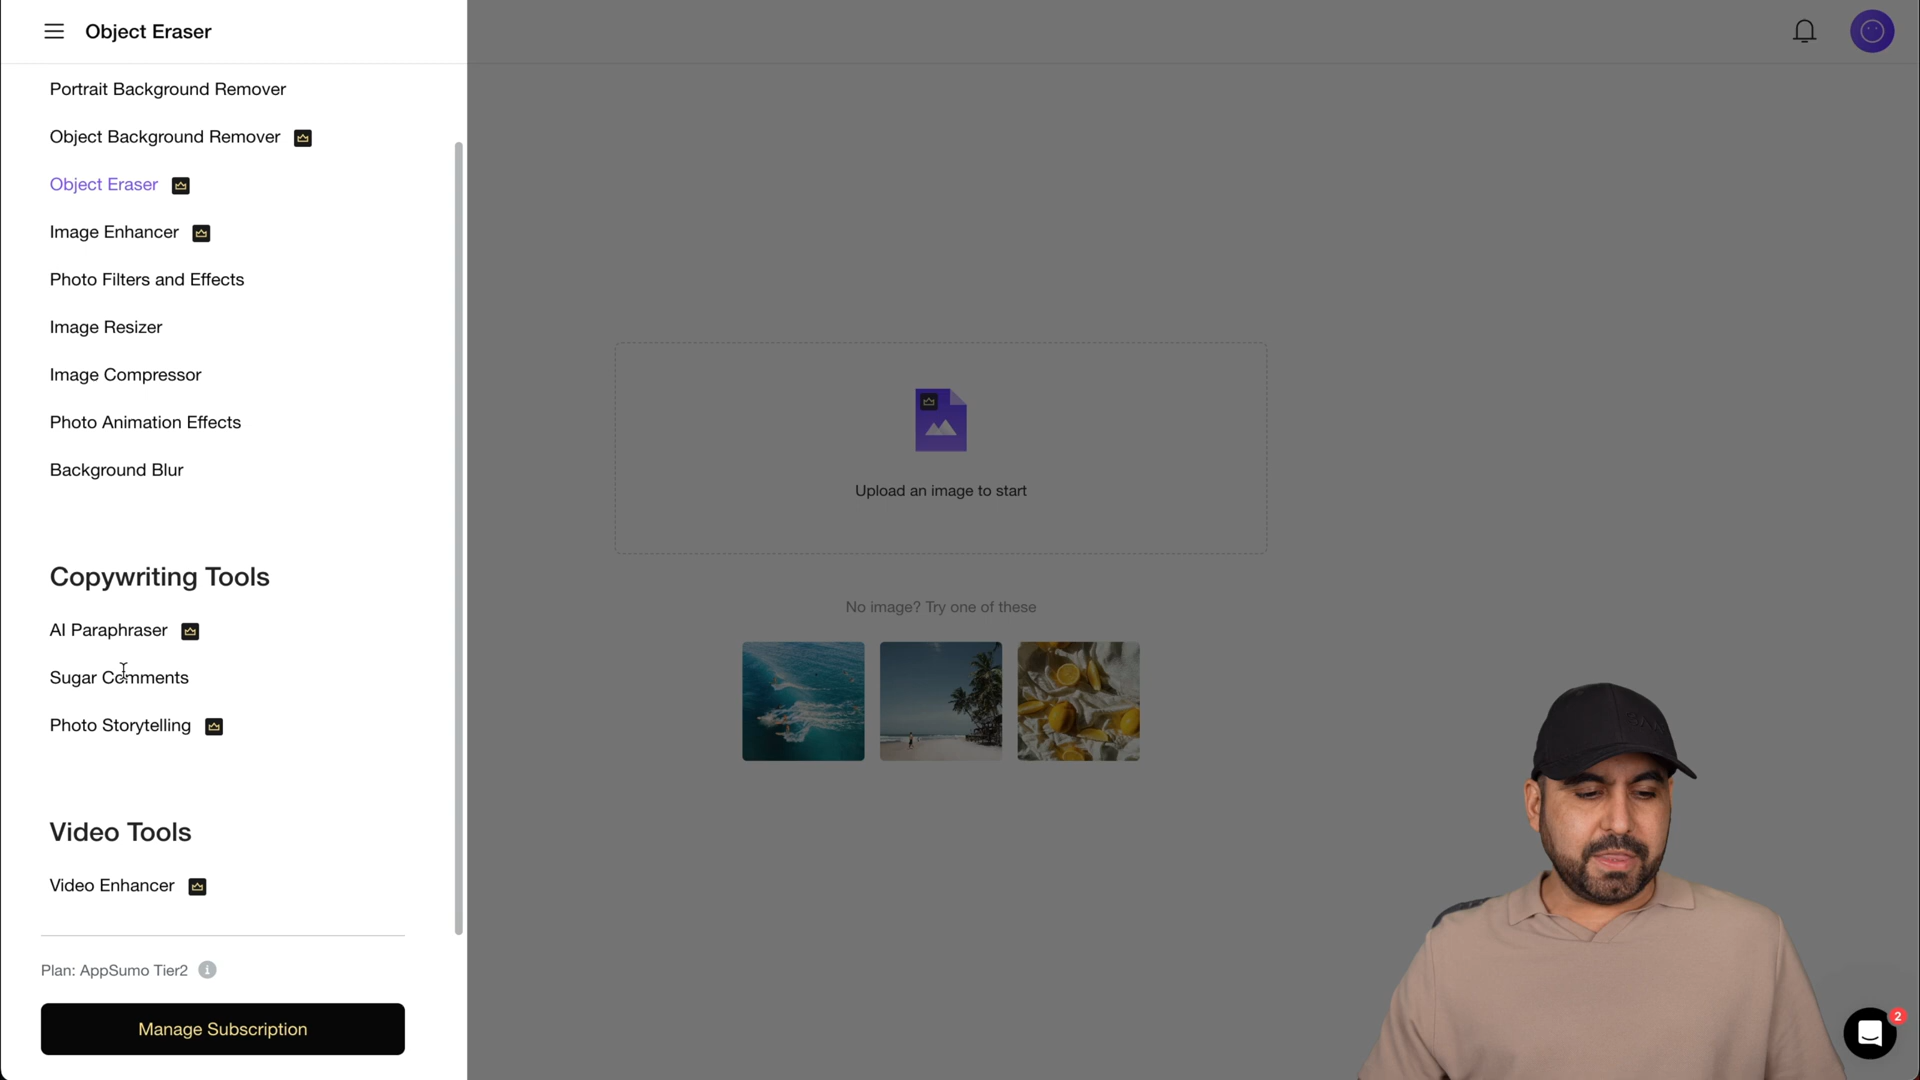 Object Eraser
Portrait Background Remover
Object Background Remover
Object Eraser
Image Enhancer
Photo Filters and Effects
Image Resizer
Image Compressor
Photo Animation Effects
Background Blur
Copywriting Tools
AI Paraphraser
Sugar Comments
Photo Storytelling
Video Tools
Video Enhancer
Plan: AppSumo Tier2
Manage Subscription
Upload an image to start
No image? Try one of these
2